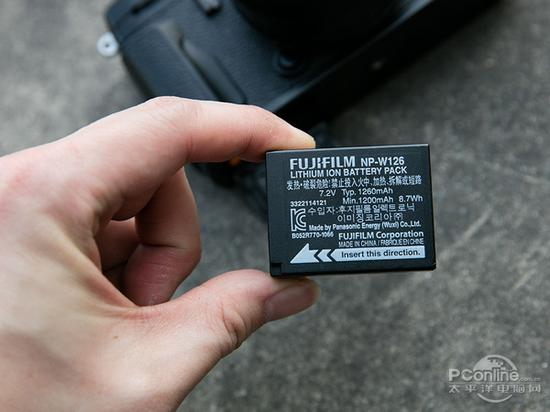 FUJIFILM NP-W126
LITHIUM ION BATTERY PACK
发热·破裂危险:禁止投入火中,加热,拆解或短路
7.2V Typ. 1260mAh
3322114121 Min. 1200mAh 8.7Wh
수입자: 후지필름일렉트로닉
이미징코리아(주)
Made by Panasonic Energy (Wuxi) Co., Ltd.
B052R770-1066
FUJIFILM Corporation
MADE IN CHINA / FABRIQUÉ EN CHINE
Insert this direction.
PConline
.com.cn
太平洋电脑网